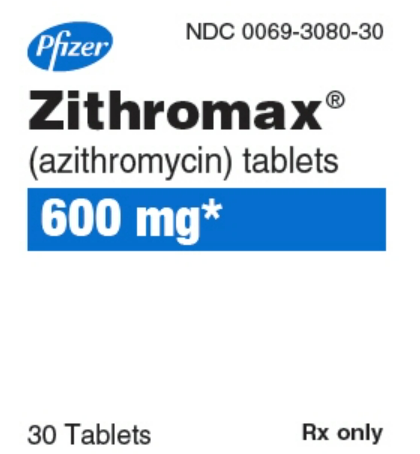 Pfizer
NDC 0069-3080-30
Zithromax®
(azithromycin) tablets
600 mg*
30 Tablets
Rx only